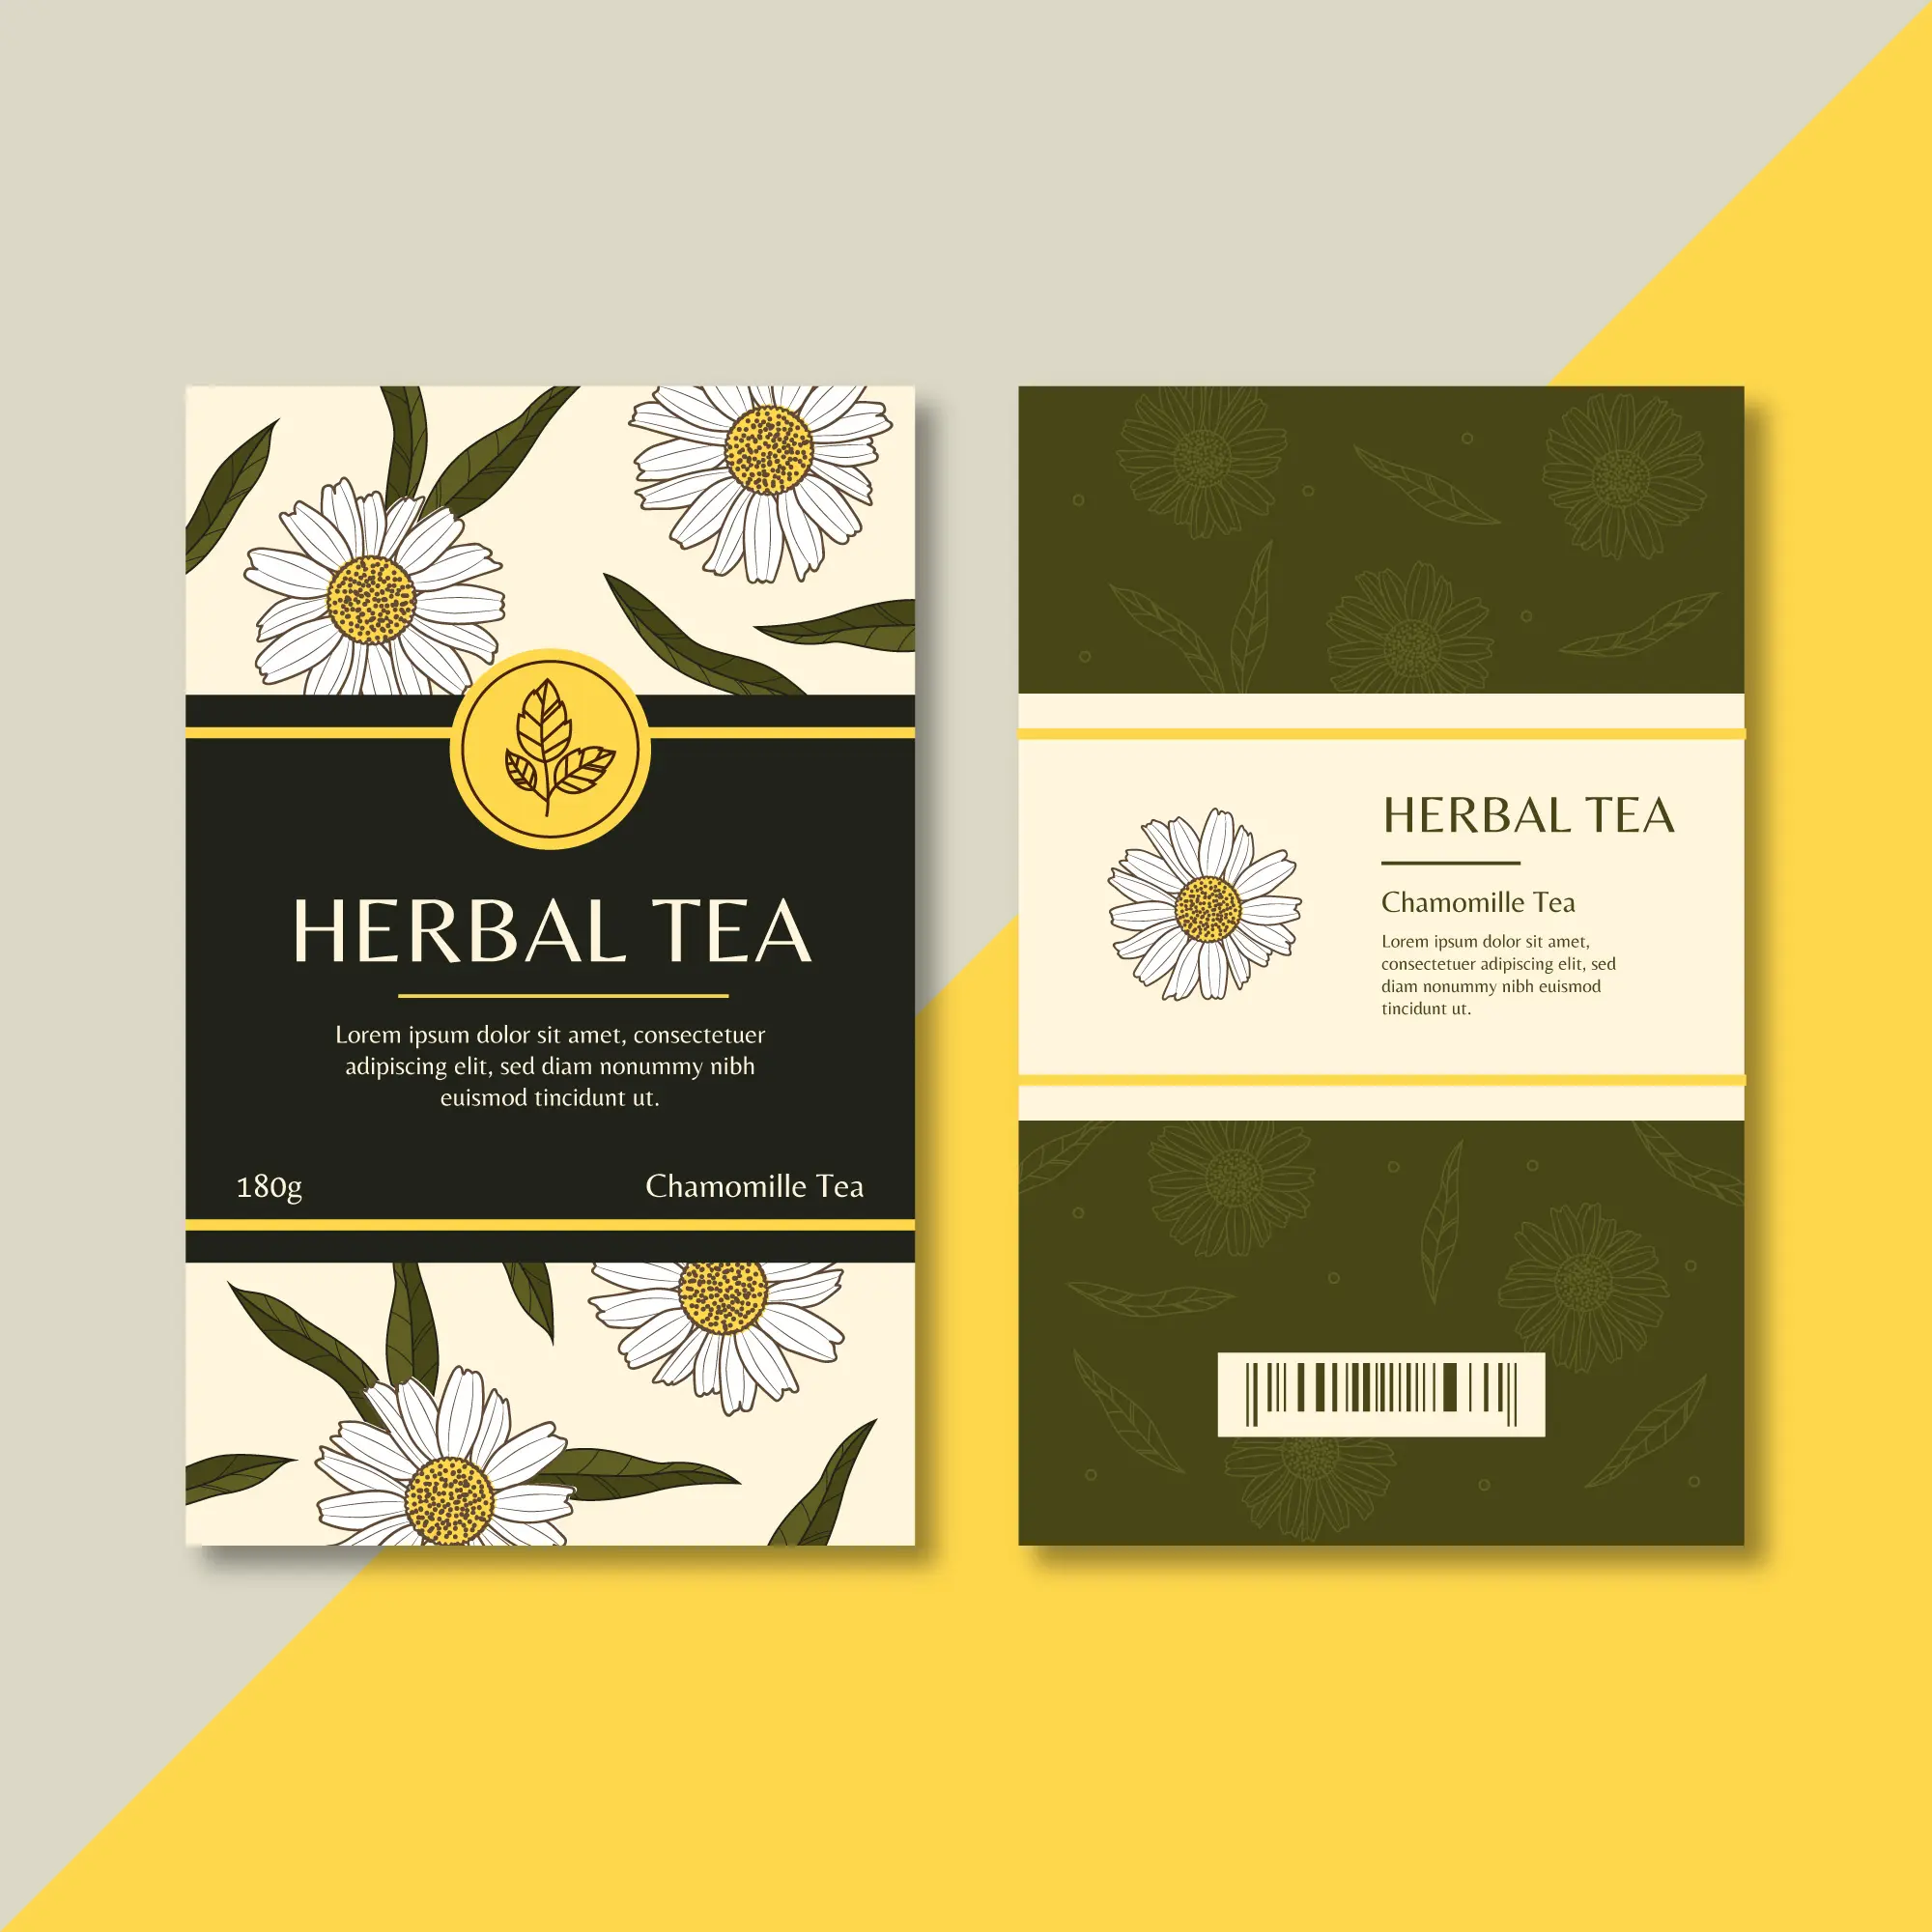 HERBAL TEA
Lorem ipsum dolor sit amet, consectetuer
adipiscing elit, sed diam nonummy nibh
euismod tincidunt ut.
180g
Chamomille Tea
HERBAL TEA
Chamomille Tea
Lorem ipsum dolor sit amet,
consectetuer adipiscing elit, sed
diam nonummy nibh euismod
tincidunt ut.